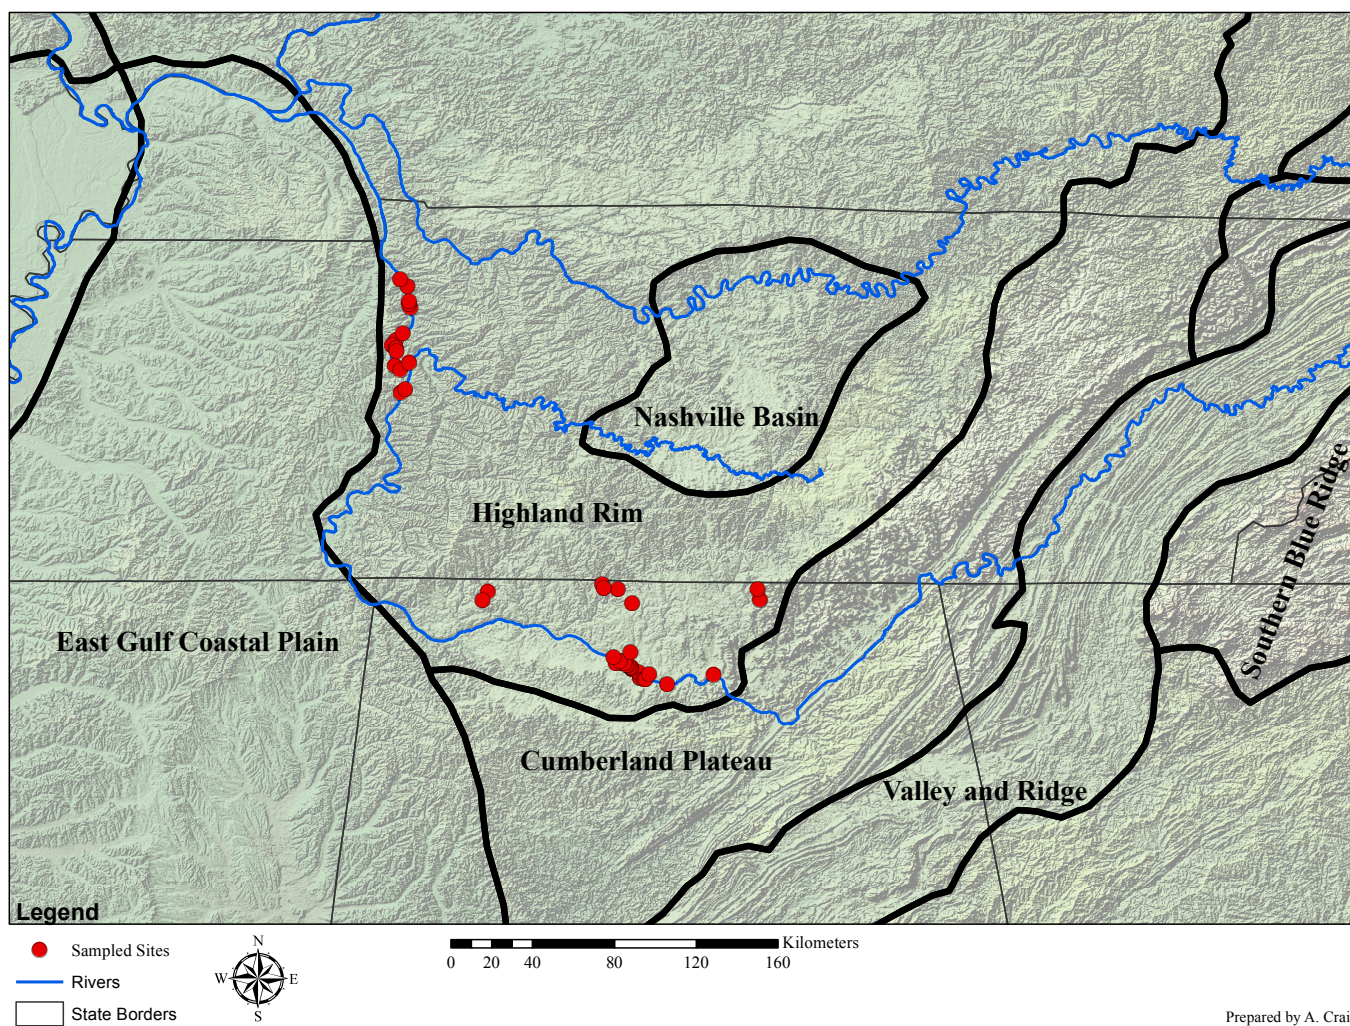 Nashville Basin
Highland Rim
Southern Blue Ridge
East Gulf Coastal Plain
Cumberland Plateau
Valley and Ridge
Legend
Sampled Sites
Rivers
State Borders
N
W
E
S
Kilometers
0 20 40 80 120 160
Prepared by A. Crai